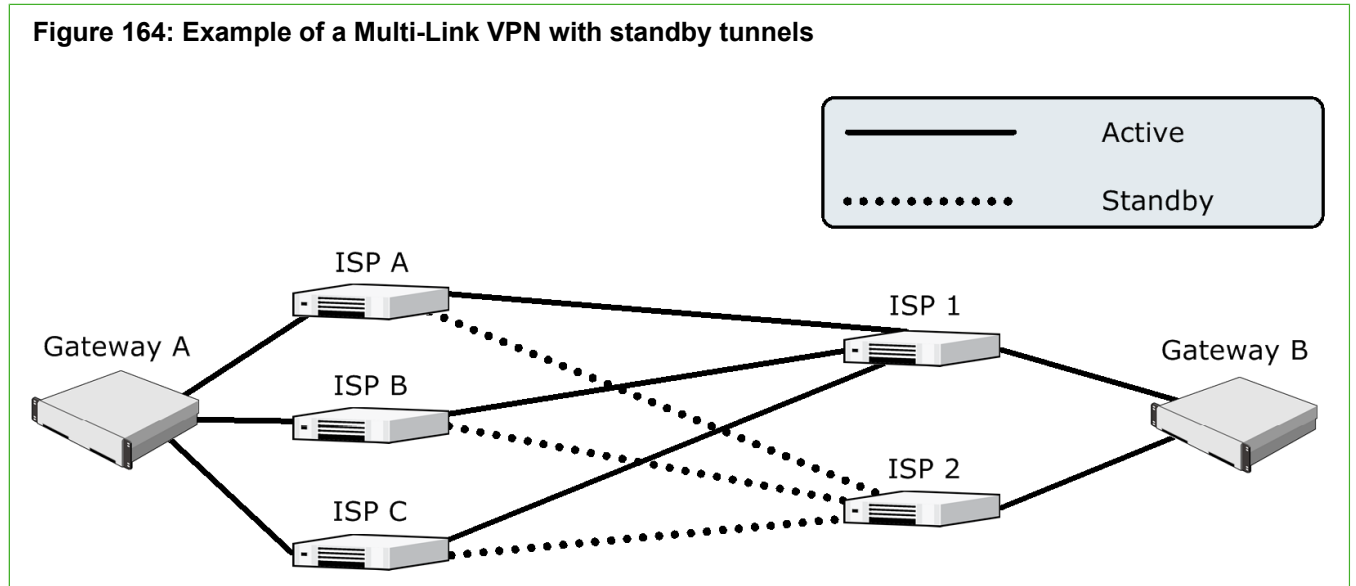 Figure 164: Example of a Multi-Link VPN with standby tunnels
Active
Standby
ISP A
ISP 1
Gateway A
Gateway B
ISP B
ISP 2
ISP C